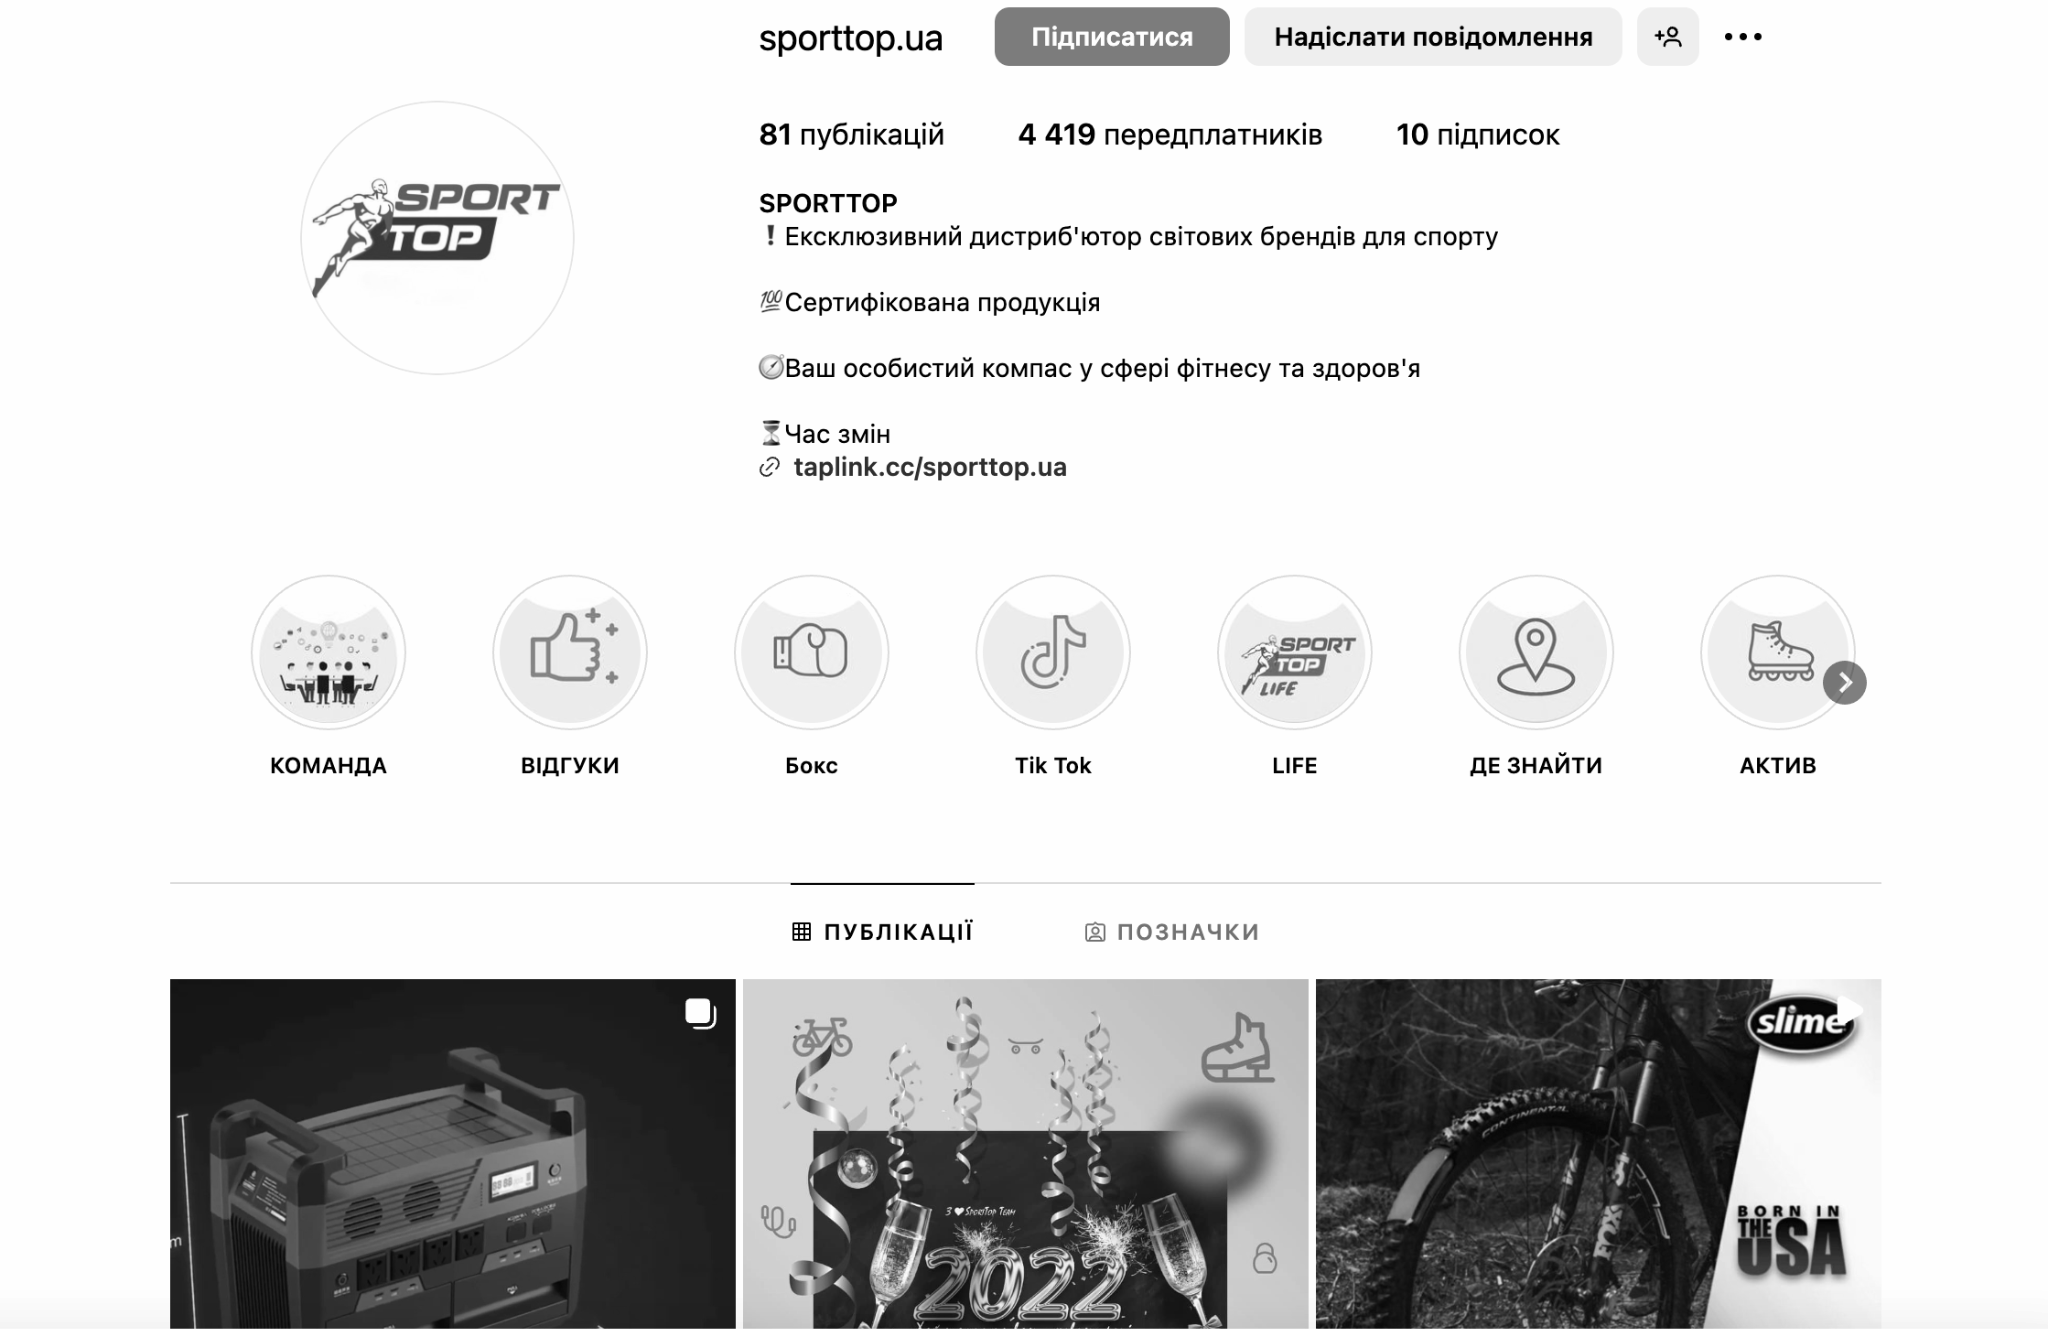 sporttop.ua
Підписатися
Надіслати повідомлення
81 публікацій
4 419 передплатників
10 підписок
SPORT
TOP
SPORTTOP
❗Ексклюзивний дистриб'ютор світових брендів для спорту
💯Сертифікована продукція
🧭Ваш особистий компас у сфері фітнесу та здоров'я
⏳Час змін
taplink.cc/sporttop.ua
SPORT
TOP
LIFE
КОМАНДА
ВІДГУКИ
Бокс
Tik Tok
LIFE
ДЕ ЗНАЙТИ
АКТИВ
ПУБЛІКАЦІЇ
ПОЗНАЧКИ
m
З ❤ SportTop Team
2022
slime
CONTINENTAL
BORN IN
THE
USA